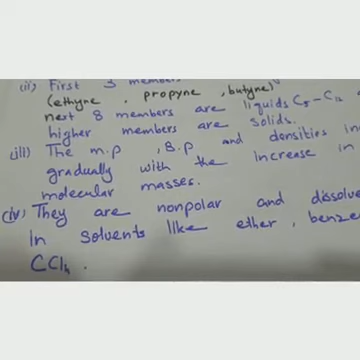 (ii) First 3 members
(ethyne , propyne , butyne)
next 8 members are liquids C₅–C₁₂
higher members are solids.
(iii) The m.p , B.p and densities
gradually with the increase in
molecular masses.
(iv) They are nonpolar and dissolve
In solvents like ether ,
CCl₄ .